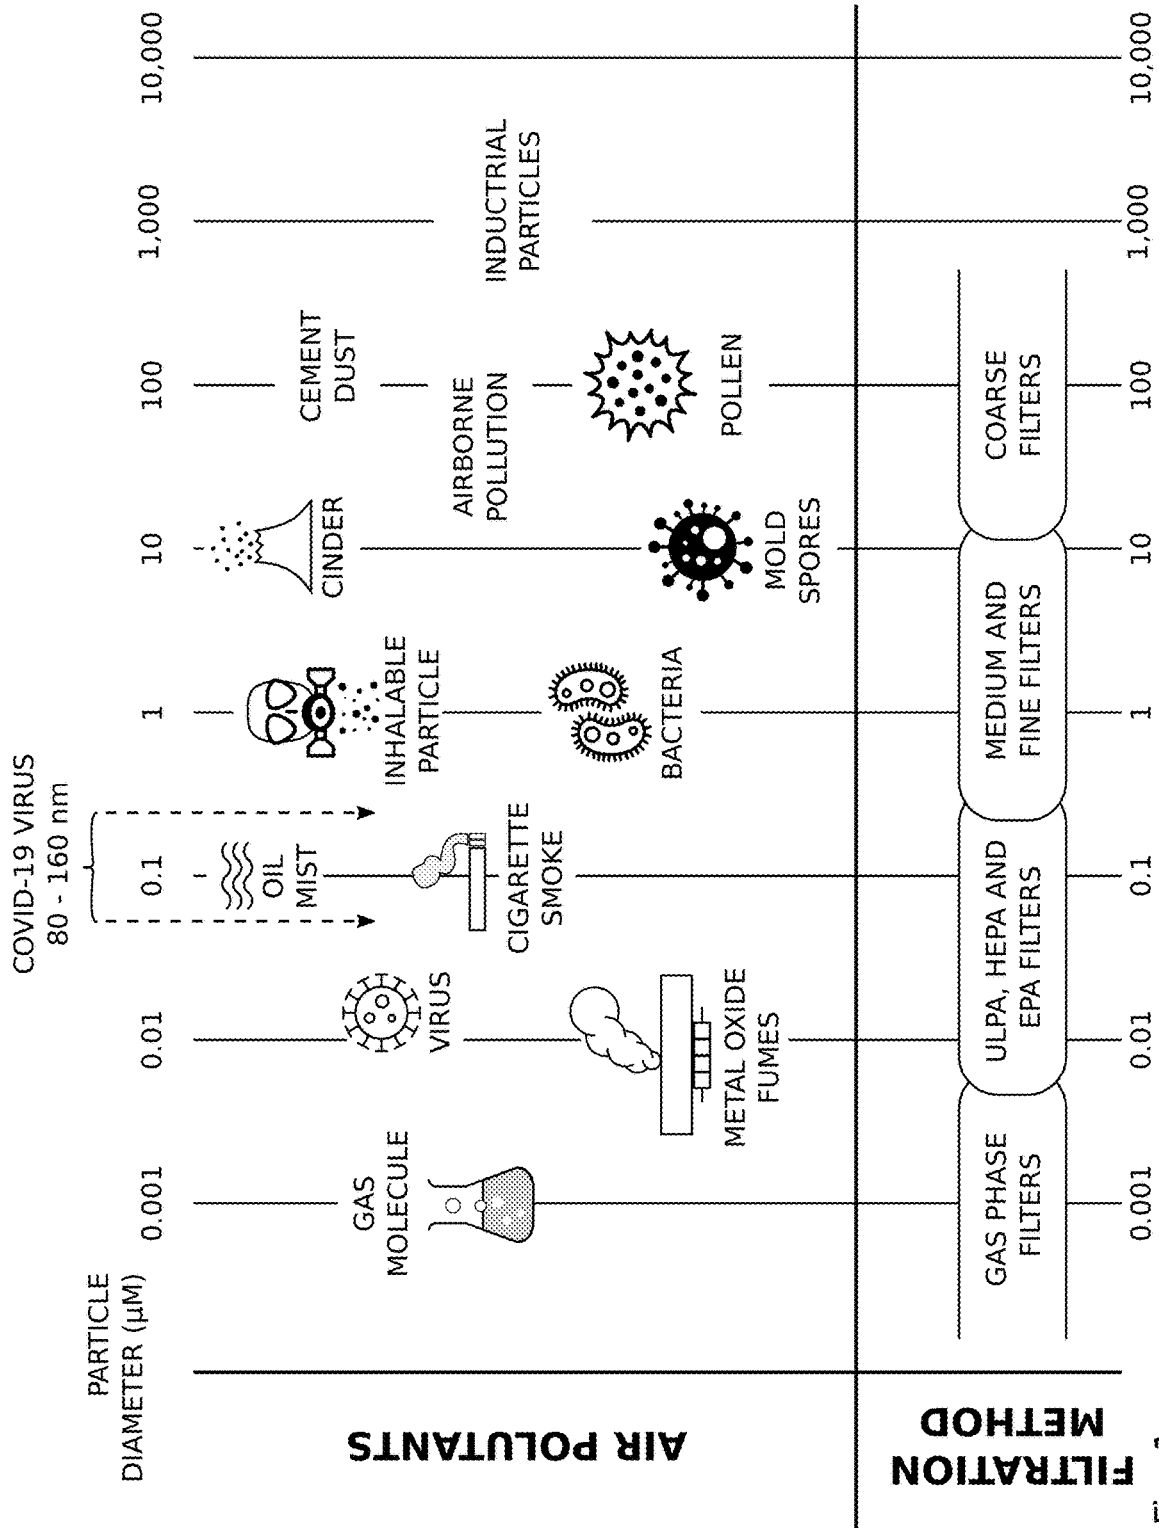 COVID-19 VIRUS
80 - 160 nm
PARTICLE
DIAMETER (µM)
0.001
0.01
0.1
1
10
100
1,000
10,000
AIR POLUTANTS
GAS
MOLECULE
VIRUS
METAL OXIDE
FUMES
OIL
MIST
CIGARETTE
SMOKE
INHALABLE
PARTICLE
BACTERIA
CINDER
MOLD
SPORES
CEMENT
DUST
AIRBORNE
POLLUTION
POLLEN
INDUCTRIAL
PARTICLES
FILTRATION
METHOD
GAS PHASE
FILTERS
ULPA, HEPA AND
EPA FILTERS
MEDIUM AND
FINE FILTERS
COARSE
FILTERS
0.001
0.01
0.1
1
10
100
1,000
10,000